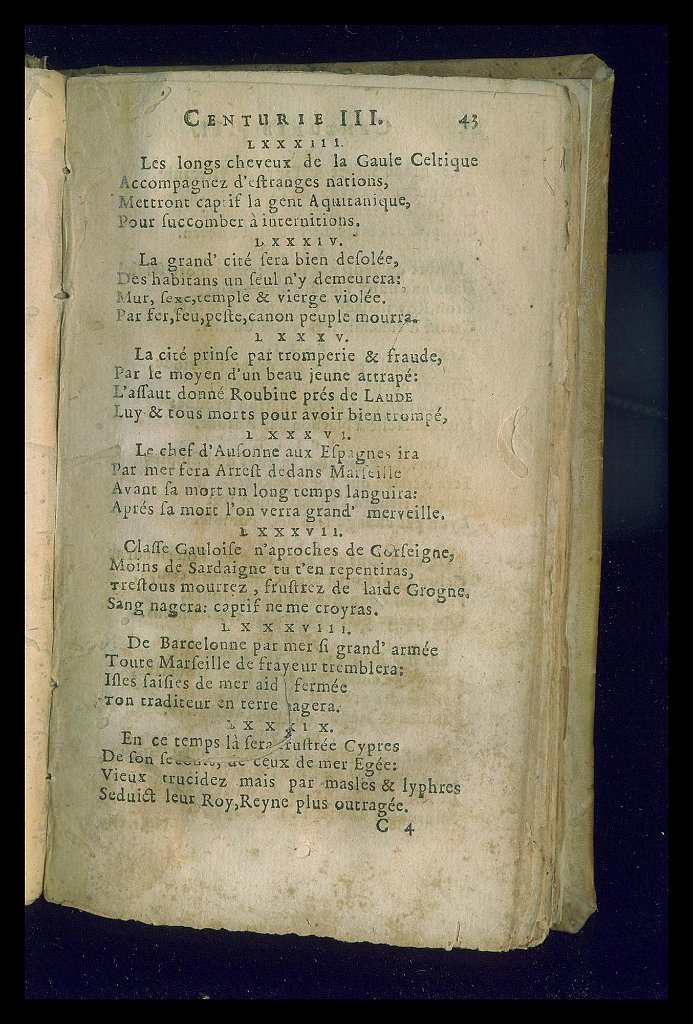 CENTURIE III. 43
LXXXIII.
Les longs cheveux de la Gaule Celtique
Accompagnez d'eſtranges nations,
Mettront captif la gent Aquitanique,
Pour ſuccomber à internitions.
LXXXIV.
La grand' cité ſera bien deſolée,
Des habitans un ſeul n'y demeurera:
Mur, ſexe, temple & vierge violée.
Par fer, feu, peſte, canon peuple mourra.
LXXXV.
La cité prinſe par tromperie & fraude,
Par le moyen d'un beau jeune attrapé:
L'aſſaut donné Roubine prés de LAUDE
Luy & tous morts pour avoir bien trompé,
LXXXVI.
Le chef d'Auſonne aux Eſpagnes ira
Par mer fera Arreſt dedans Marſeille
Avant ſa mort un long temps languira:
Aprés ſa mort l'on verra grand' merveille.
LXXXVII.
Claſſe Gauloiſe n'aproches de Corſeigne,
Moins de Sardaigne tu t'en repentiras,
Treſtous mourrez, fruſtrez de laide Grogne,
Sang nagera: captif ne me croyras.
LXXXVIII.
De Barcelonne par mer ſi grand' armée
Toute Marſeille de frayeur tremblera:
Iſles ſaiſies de mer aid fermée
Ton traditeur en terre nagera.
LXXXIX.
En ce temps là ſera fruſtrée Cypres
De ſon de ceux de mer Egée:
Vieux trucidez mais par maſles & lyphres
Seduict leur Roy, Reyne plus outragée.
C 4